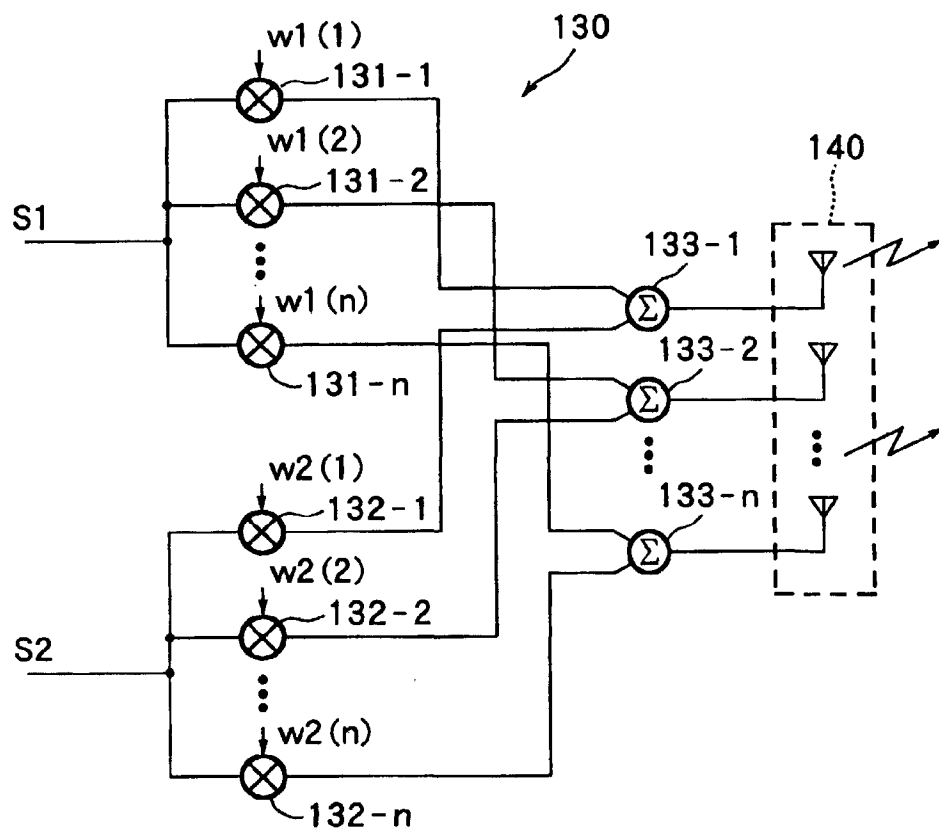 130
w1(1)
131-1
w1(2)
131-2
S1
w1(n)
131-n
140
133-1
Σ
133-2
Σ
133-n
Σ
w2(1)
132-1
w2(2)
132-2
S2
w2(n)
132-n